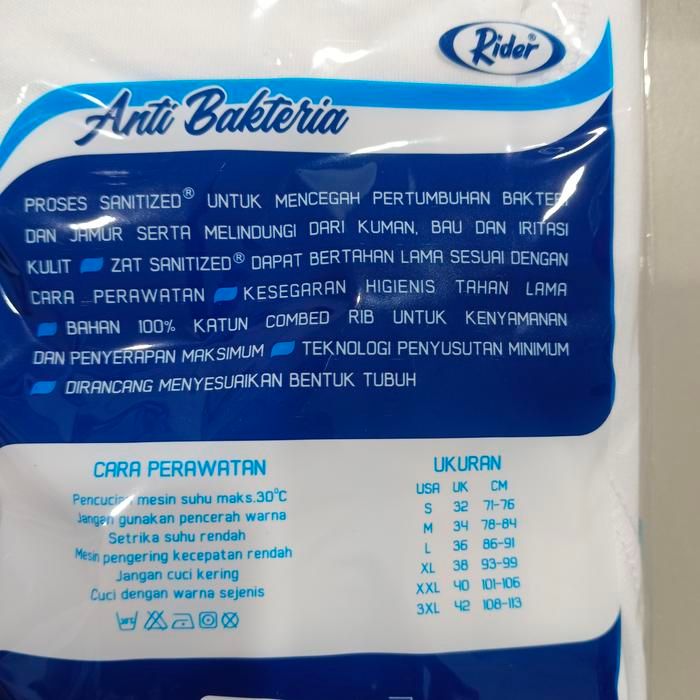 Rider®
Anti Bakteria
PROSES SANITIZED® UNTUK MENCEGAH PERTUMBUHAN BAKTERI
DAN JAMUR SERTA MELINDUNGI DARI KUMAN, BAU DAN IRITASI
KULIT ZAT SANITIZED® DAPAT BERTAHAN LAMA SESUAI DENGAN
CARA PERAWATAN KESEGARAN HIGIENIS TAHAN LAMA
BAHAN 100% KATUN COMBED RIB UNTUK KENYAMANAN
DAN PENYERAPAN MAKSIMUM TEKNOLOGI PENYUSUTAN MINIMUM
DIRANCANG MENYESUAIKAN BENTUK TUBUH
CARA PERAWATAN
Pencucian mesin suhu maks.30°C
Jangan gunakan pencerah warna
Setrika suhu rendah
Mesin pengering kecepatan rendah
Jangan cuci kering
Cuci dengan warna sejenis
30°C
UKURAN
USA UK CM
S 32 71-76
M 34 78-84
L 36 86-91
XL 38 93-99
XXL 40 101-106
3XL 42 108-113